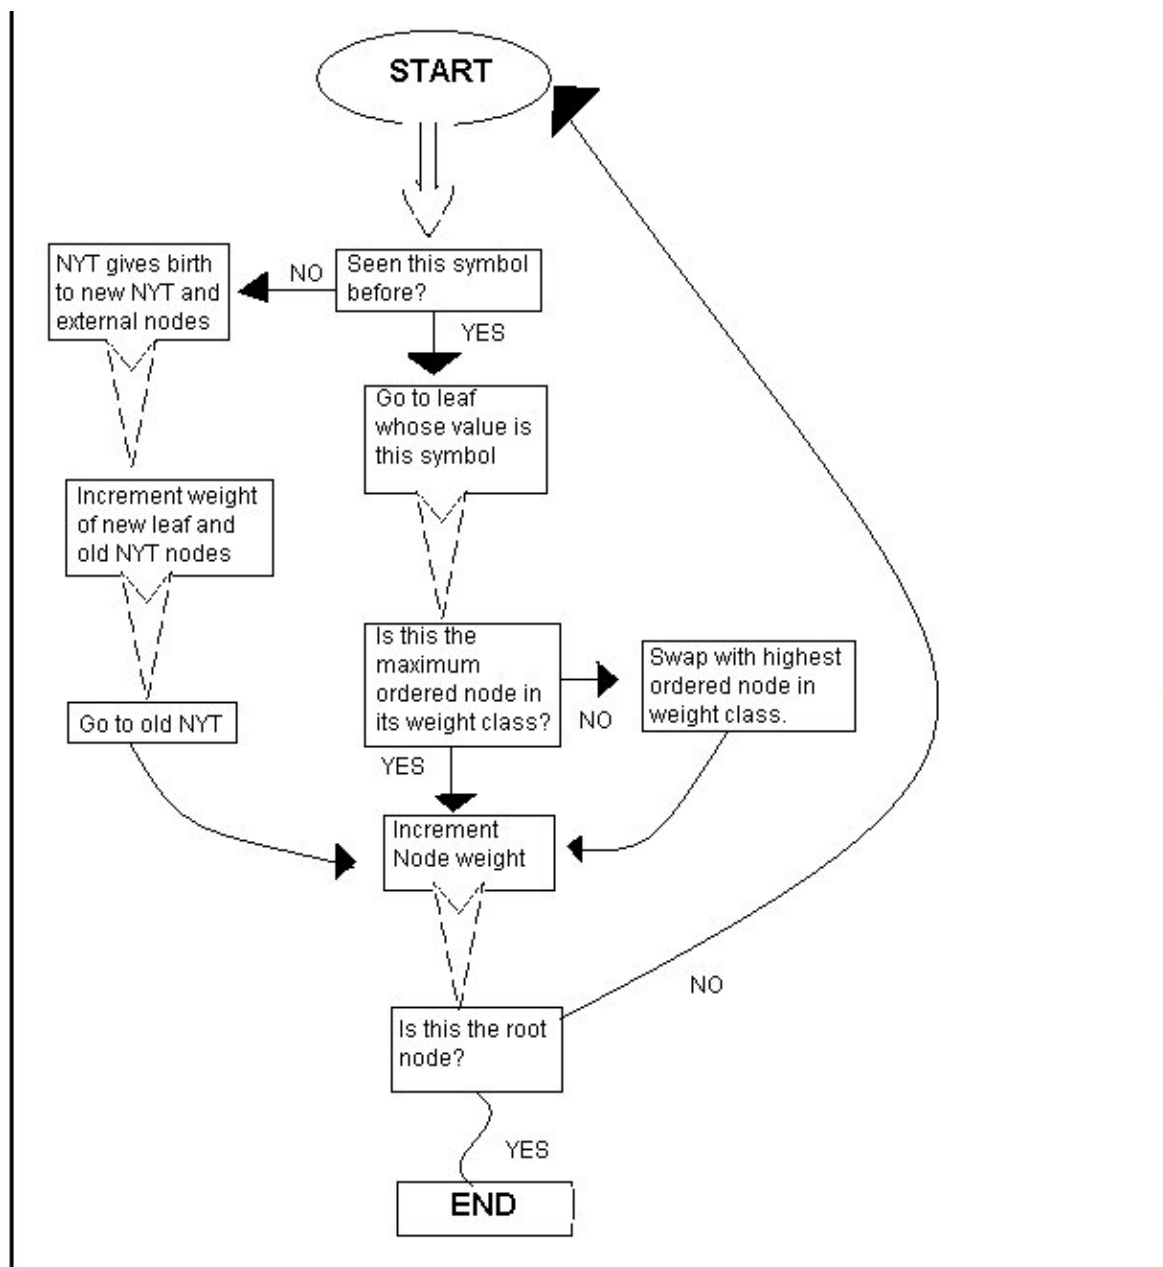 START
Seen this symbol
before?
NO
NYT gives birth
to new NYT and
external nodes
YES
Go to leaf
whose value is
this symbol
Increment weight
of new leaf and
old NYT nodes
Go to old NYT
Is this the
maximum
ordered node in
its weight class?
NO
Swap with highest
ordered node in
weight class.
YES
Increment
Node weight
Is this the root
node?
NO
YES
END